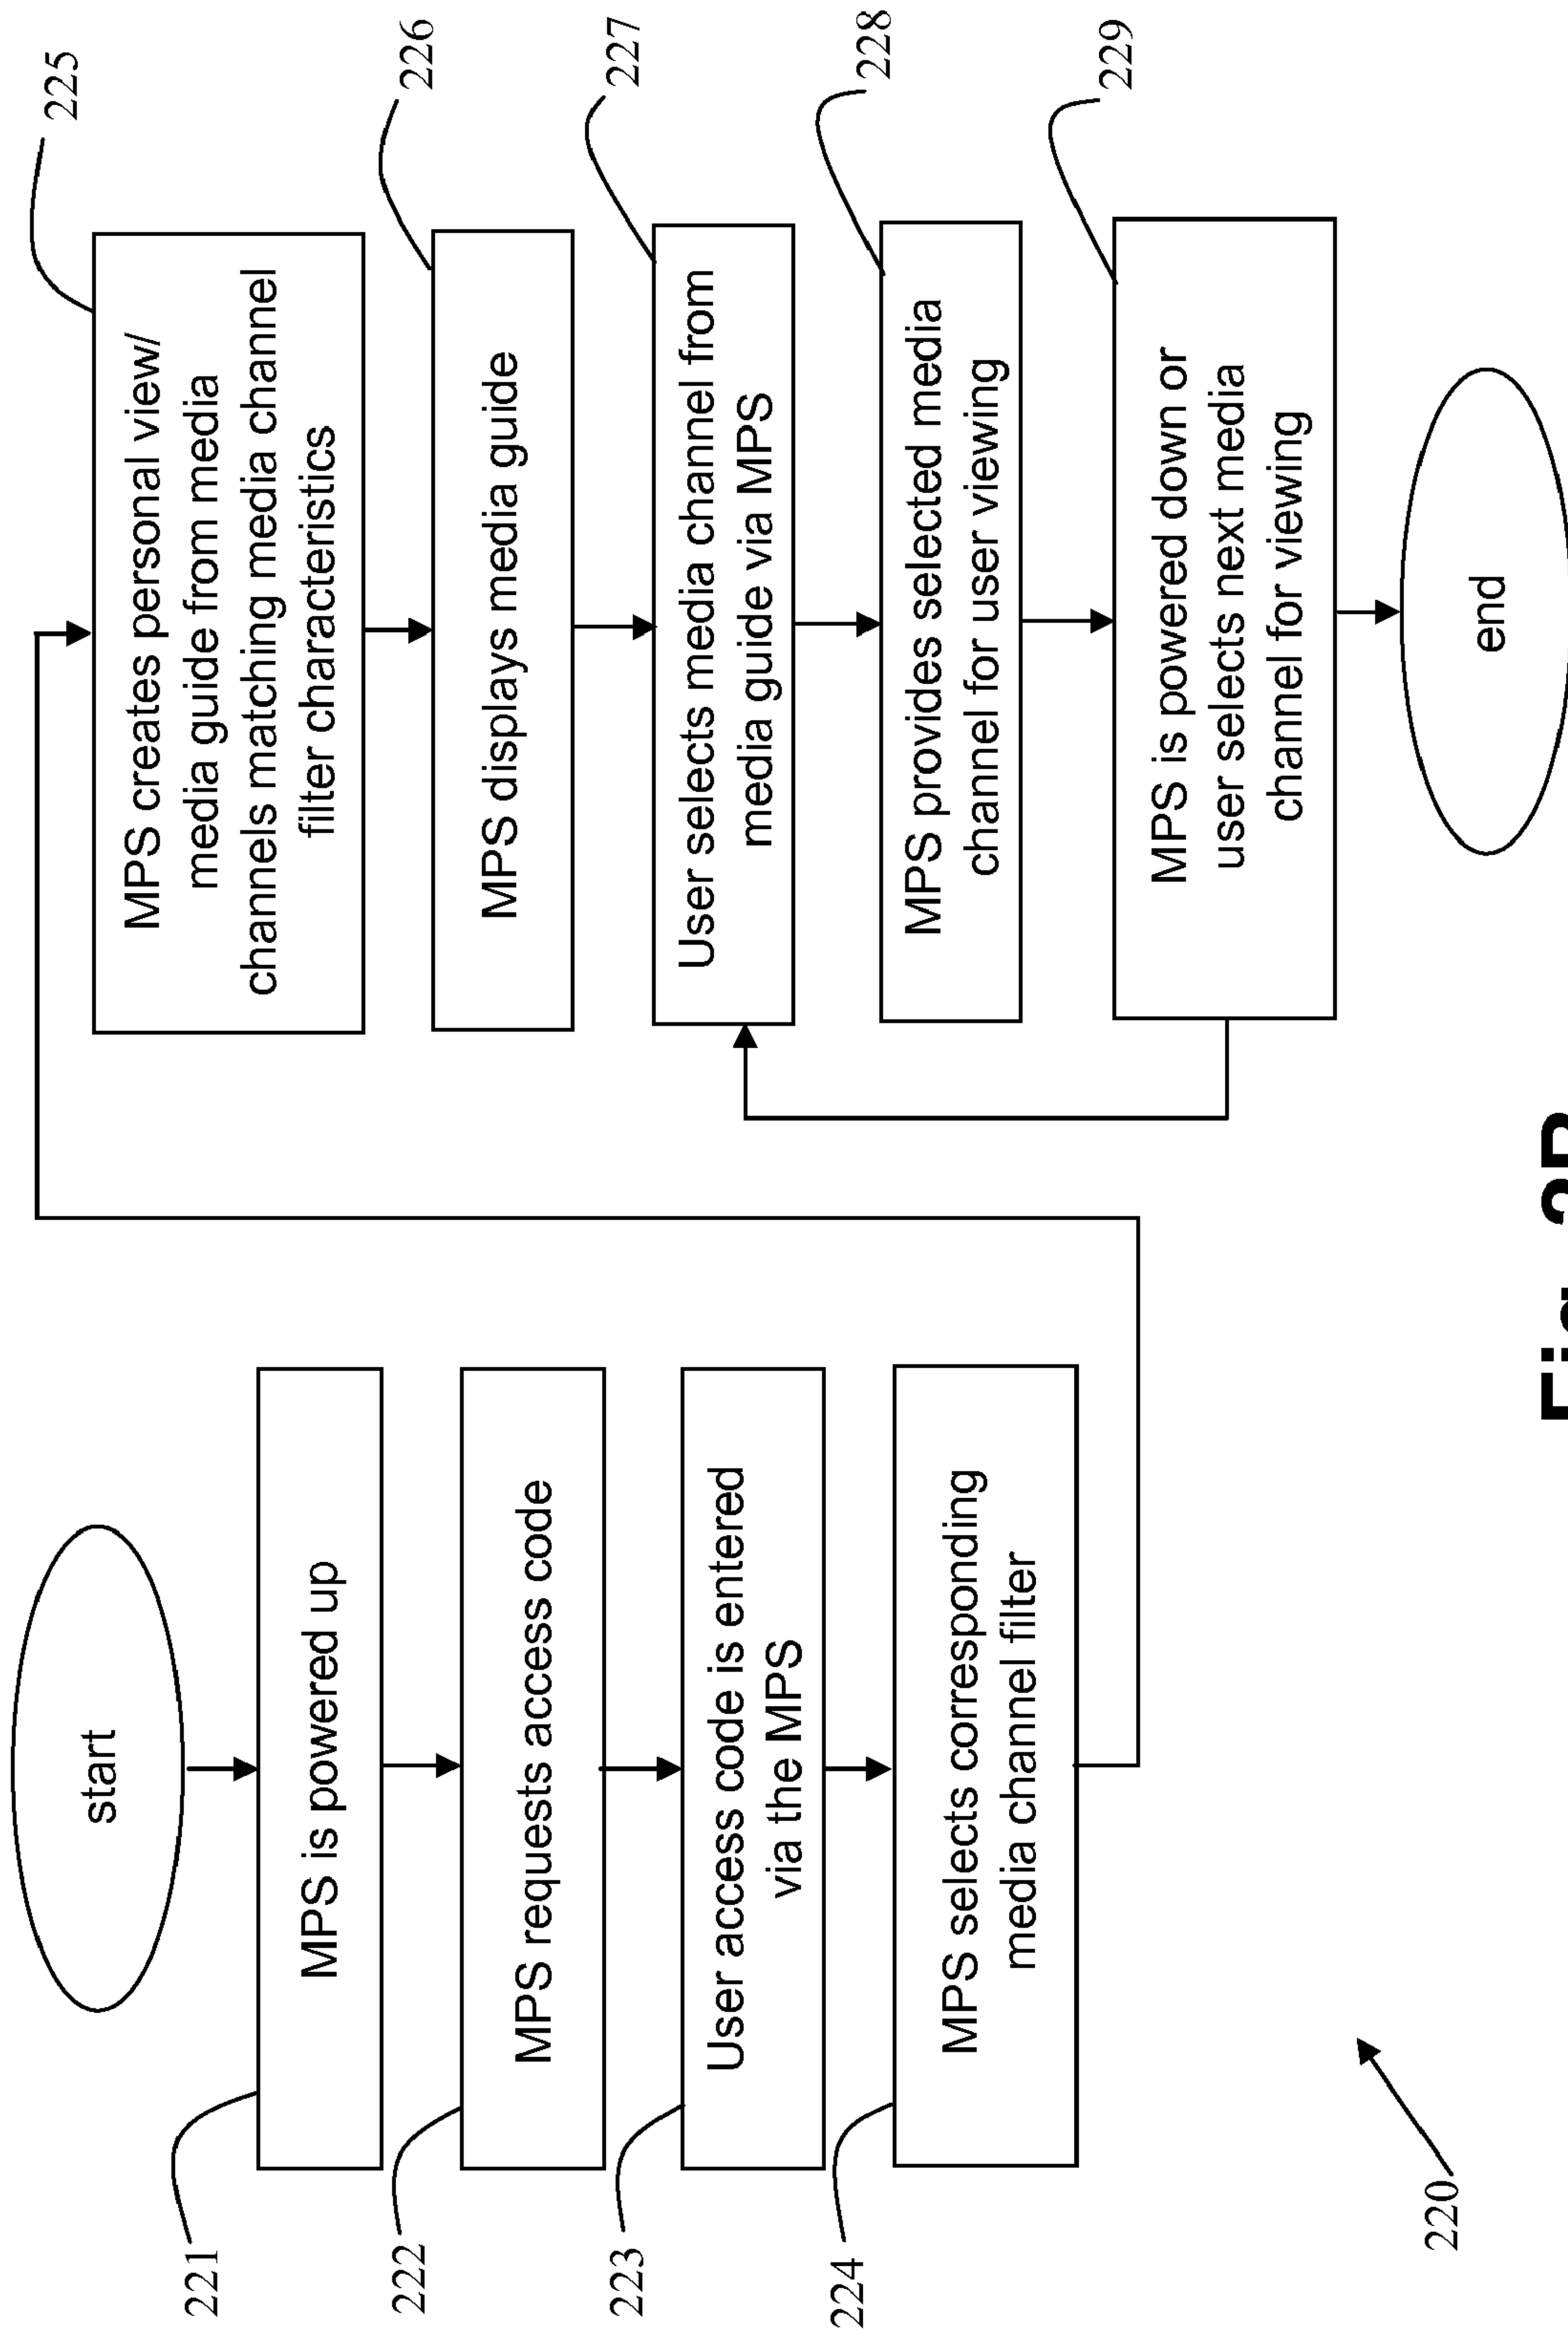 start
221
MPS is powered up
222
MPS requests access code
223
User access code is entered
via the MPS
224
MPS selects corresponding
media channel filter
220
225
MPS creates personal view/
media guide from media
channels matching media channel
filter characteristics
226
MPS displays media guide
227
User selects media channel from
media guide via MPS
228
MPS provides selected media
channel for user viewing
229
MPS is powered down or
user selects next media
channel for viewing
end